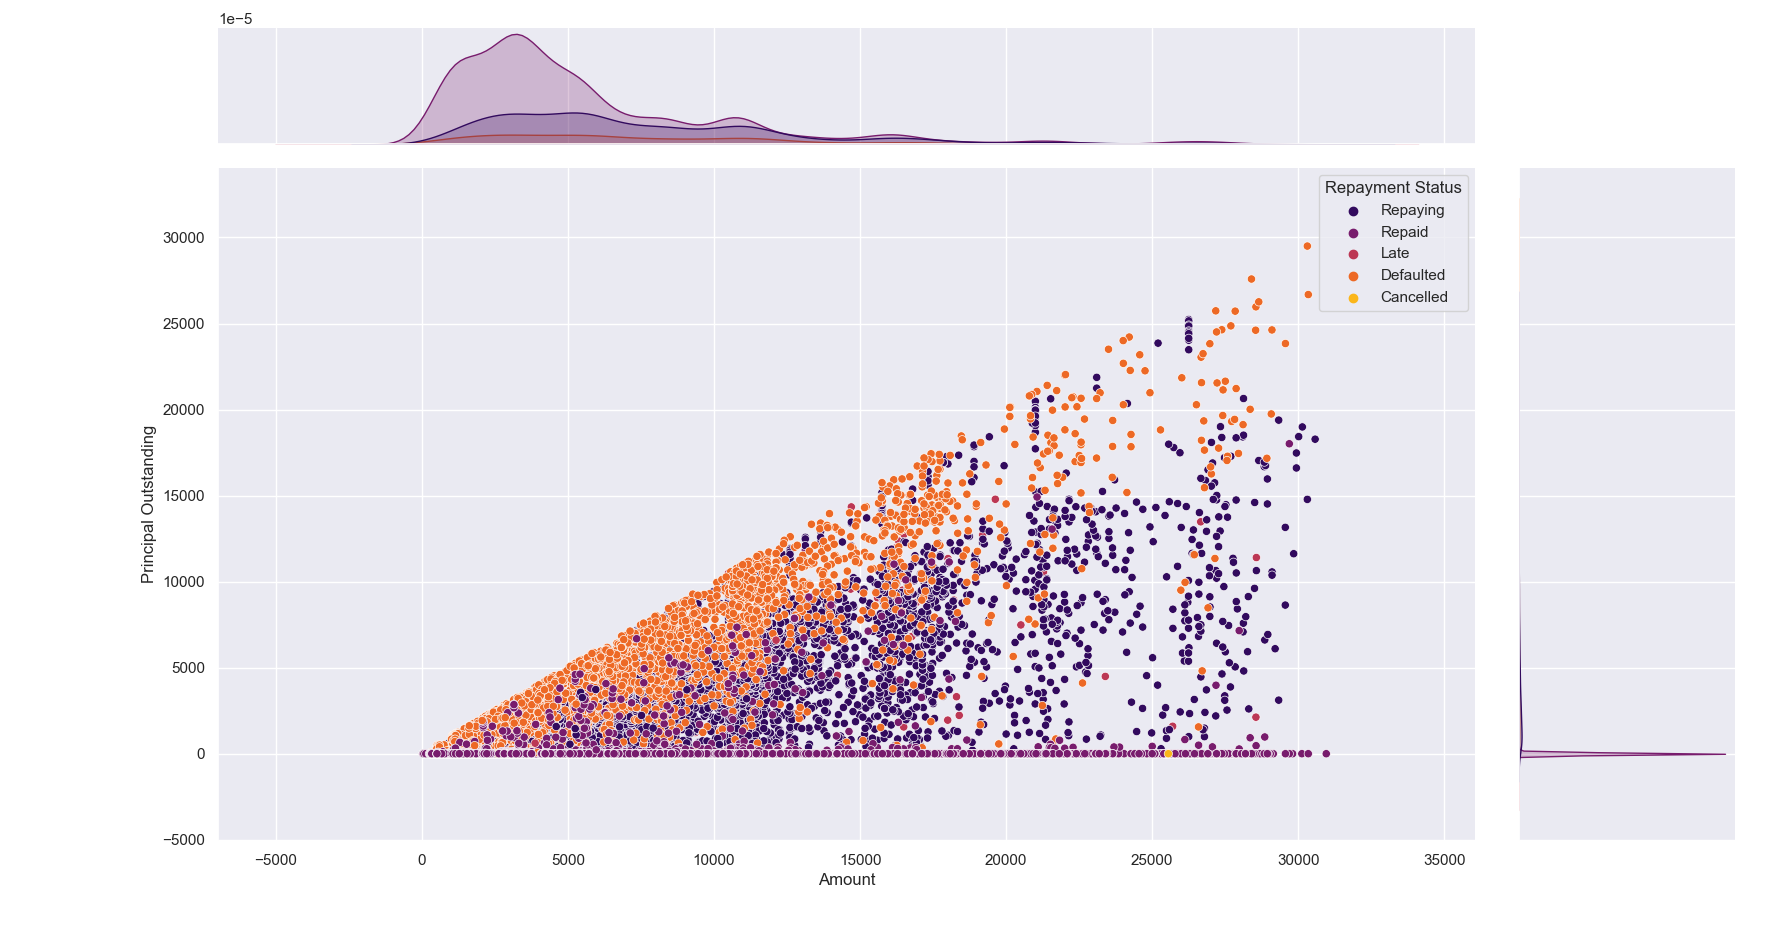 1e−5
Repayment Status
Repaying
Repaid
Late
Defaulted
Cancelled
Principal Outstanding
30000
25000
20000
15000
10000
5000
0
−5000
−5000 0 5000 10000 15000 20000 25000 30000 35000
Amount